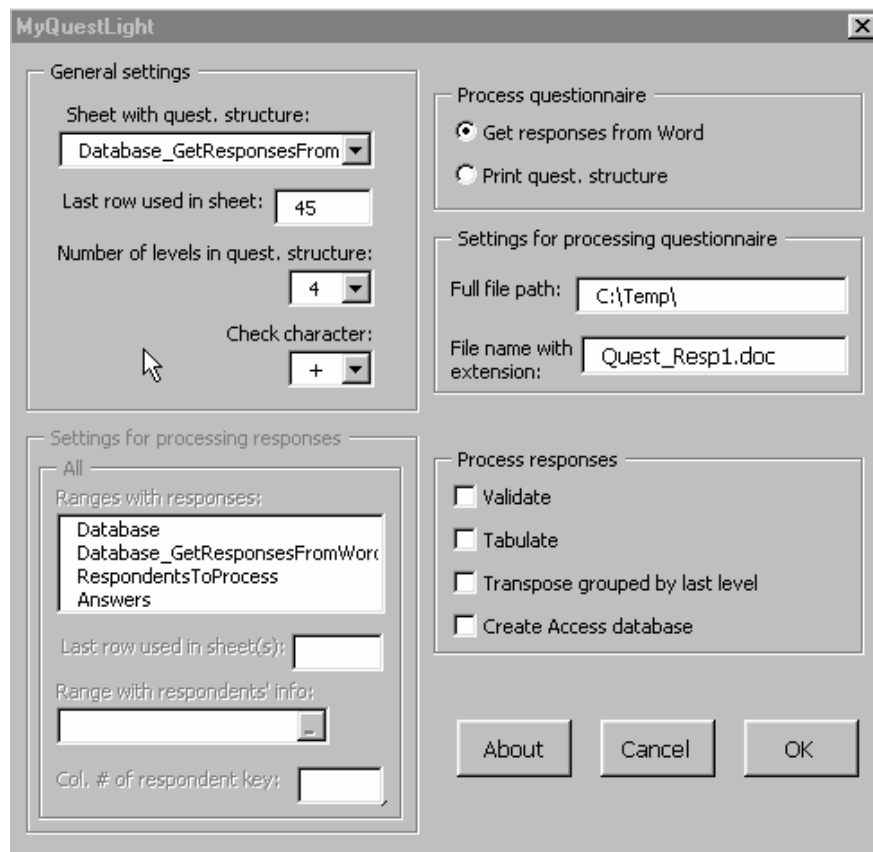 MyQuestLight
General settings
Sheet with quest. structure:
Database_GetResponsesFrom
Last row used in sheet: 45
Number of levels in quest. structure:
4
Check character:
+
Process questionnaire
Get responses from Word
Print quest. structure
Settings for processing questionnaire
Full file path: C:\Temp\
File name with
extension:
Quest_Resp1.doc
Settings for processing responses
All
Ranges with responses:
Database
Database_GetResponsesFromWord
RespondentsToProcess
Answers
Last row used in sheet(s):
Range with respondents' info:
Col. # of respondent key:
Process responses
Validate
Tabulate
Transpose grouped by last level
Create Access database
About Cancel OK